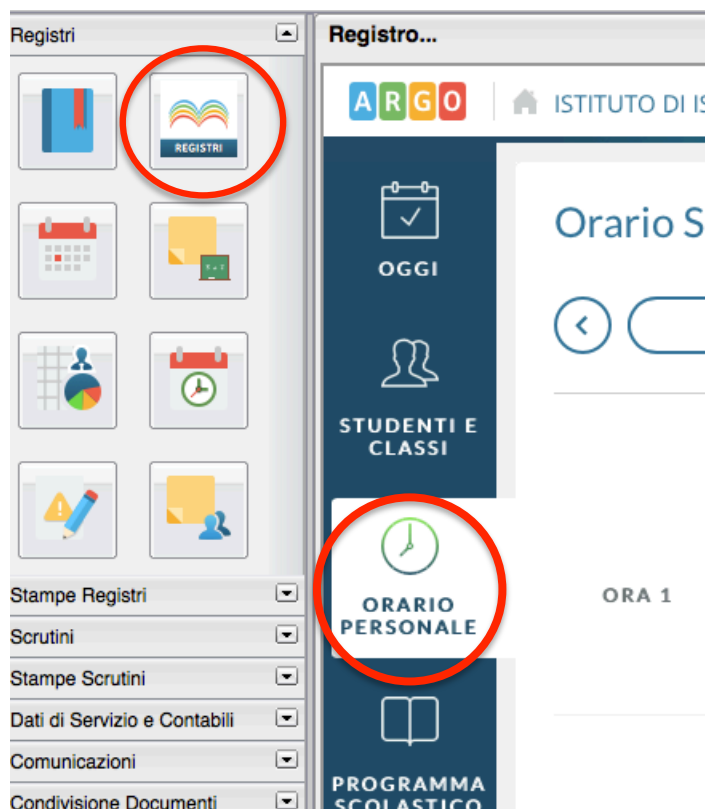 Registri
REGISTRI
Stampe Registri
Scrutini
Stampe Scrutini
Dati di Servizio e Contabili
Comunicazioni
Condivisione Documenti
Registro...
ARGO
ISTITUTO DI IS
OGGI
STUDENTI E
CLASSI
ORARIO
PERSONALE
PROGRAMMA
SCOLASTICO
Orario S
ORA 1